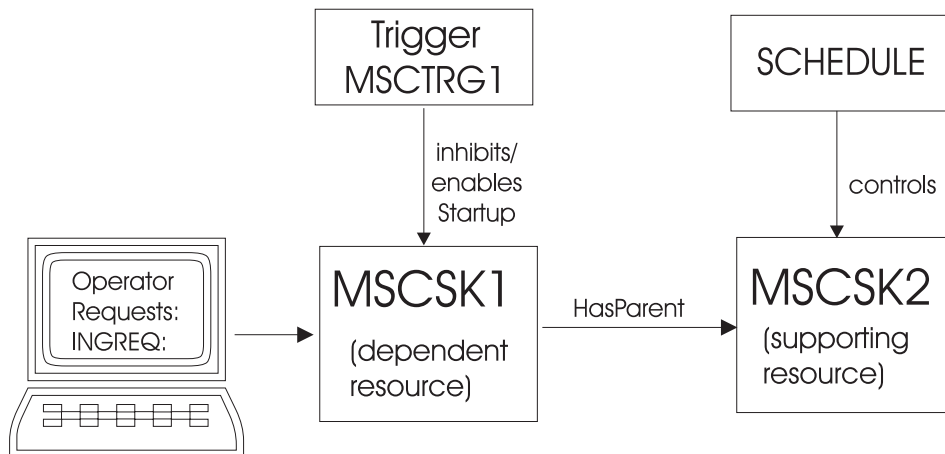 Trigger
MSCTRG1
SCHEDULE
inhibits/
enables
Startup
controls
Operator
Requests:
INGREQ:
MSCSK1
(dependent
resource)
HasParent
MSCSK2
(supporting
resource)